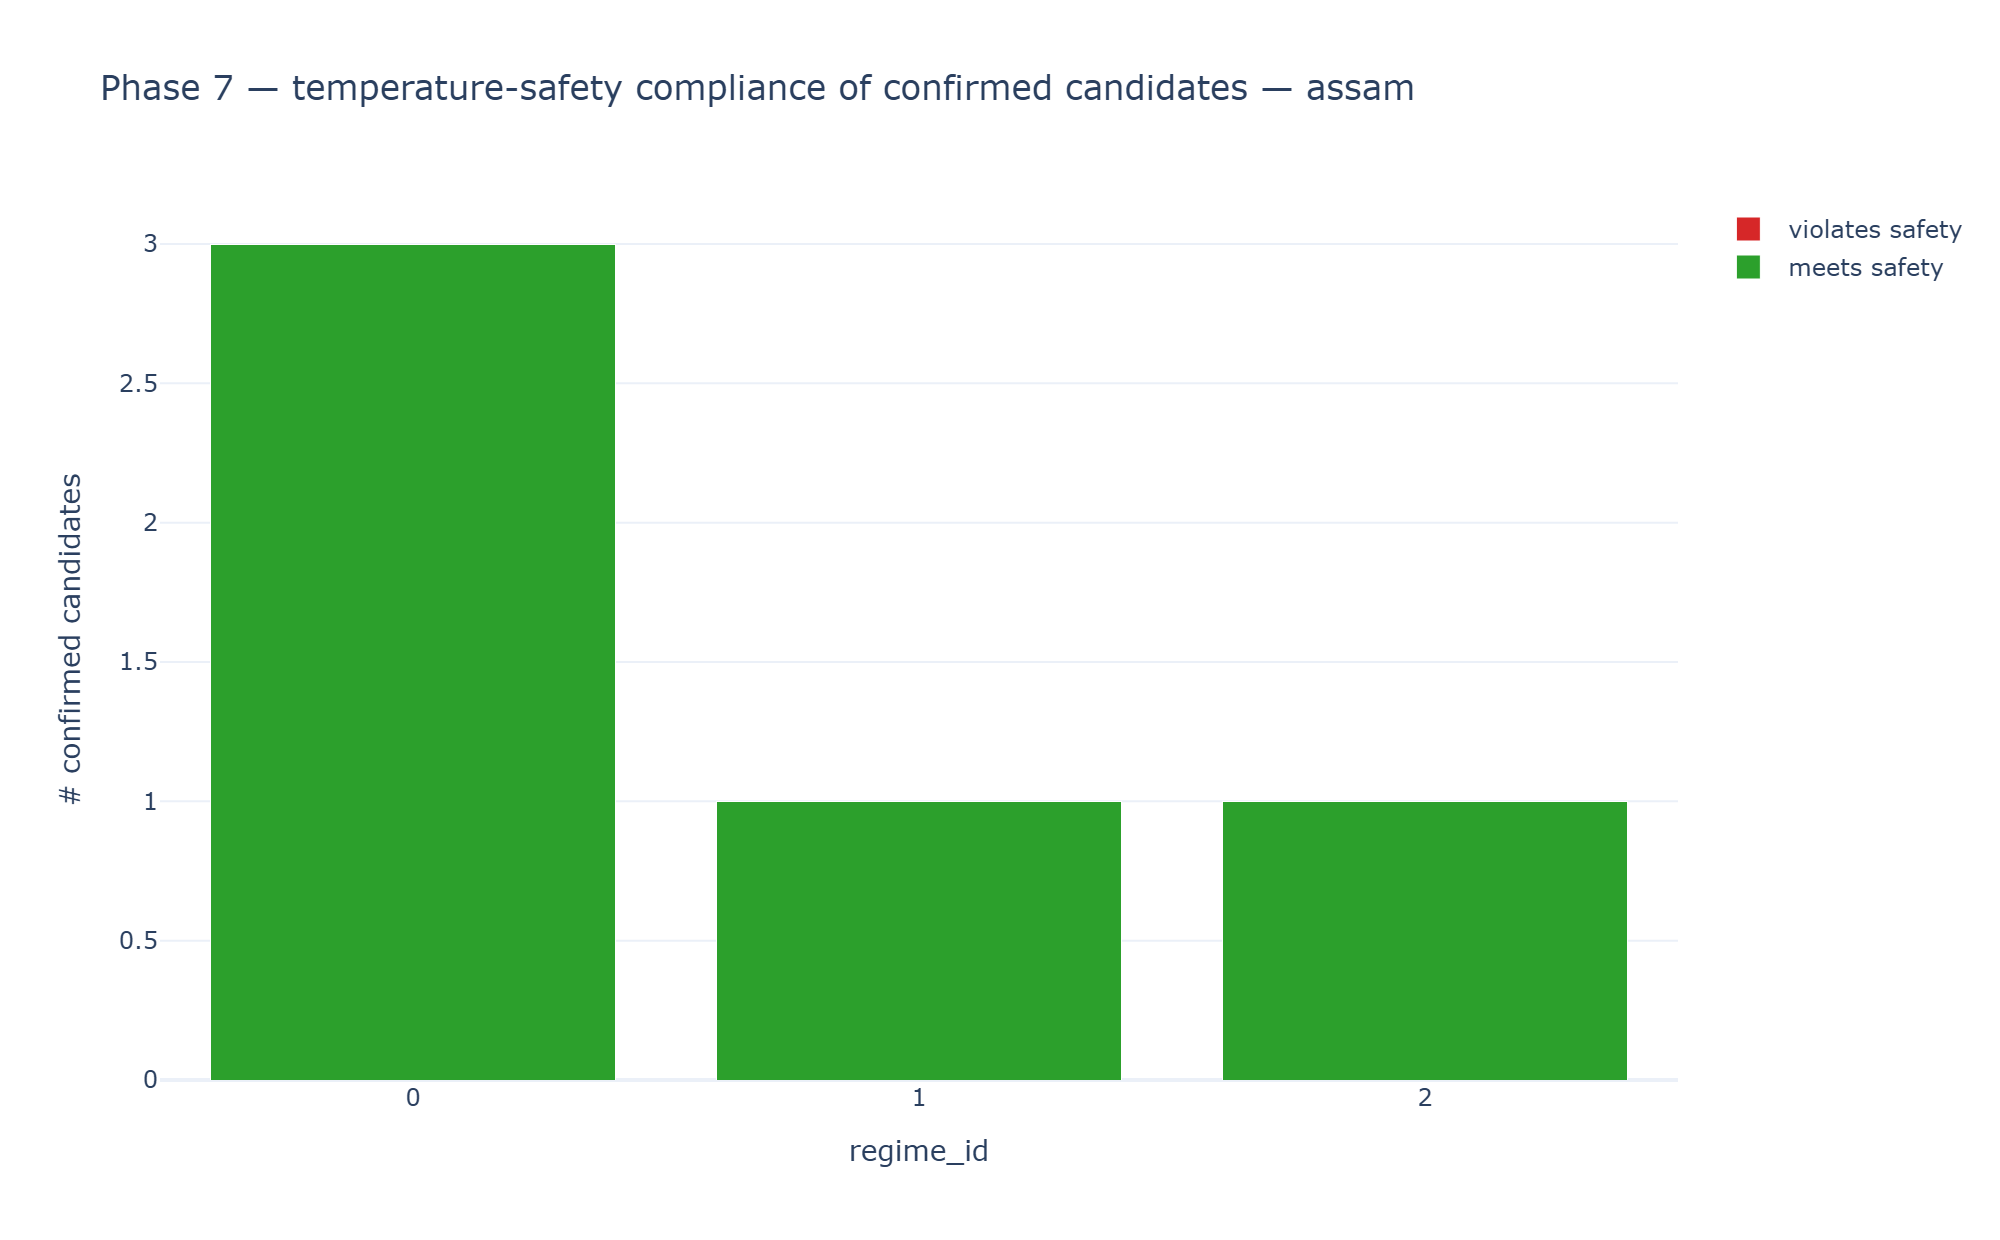 Phase 7 — temperature-safety compliance of confirmed candidates — assam
violates safety
meets safety
# confirmed candidates
3
2.5
2
1.5
1
0.5
0
0
1
2
regime_id